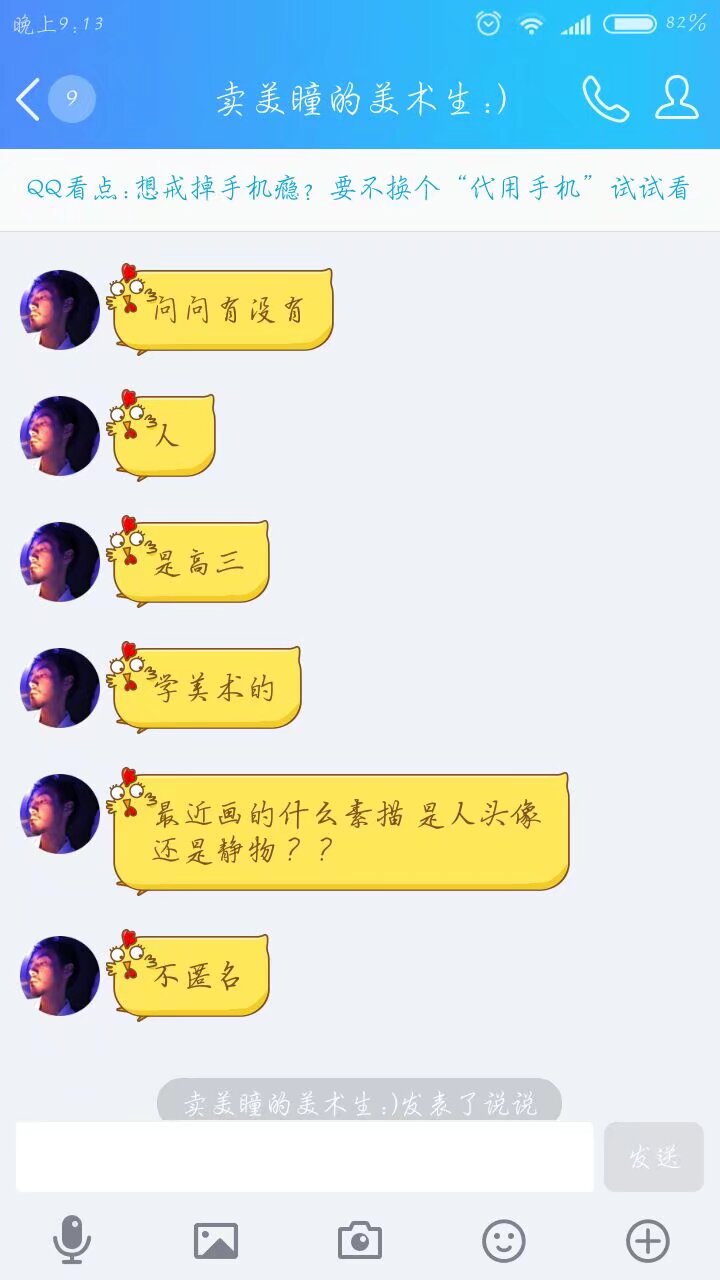 晚上9:13
82%
9
卖美瞳的美术生:)
QQ看点:想戒掉手机瘾？要不换个“代用手机”试试看
问问有没有
人
是高三
学美术的
最近画的什么素描 是人头像
还是静物？？
不匿名
卖美瞳的美术生:)发表了说说
发送